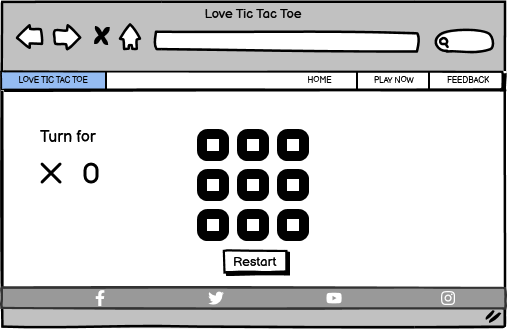 Love Tic Tac Toe
LOVE TIC TAC TOE HOME PLAY NOW FEEDBACK
Turn for
X 0
Restart